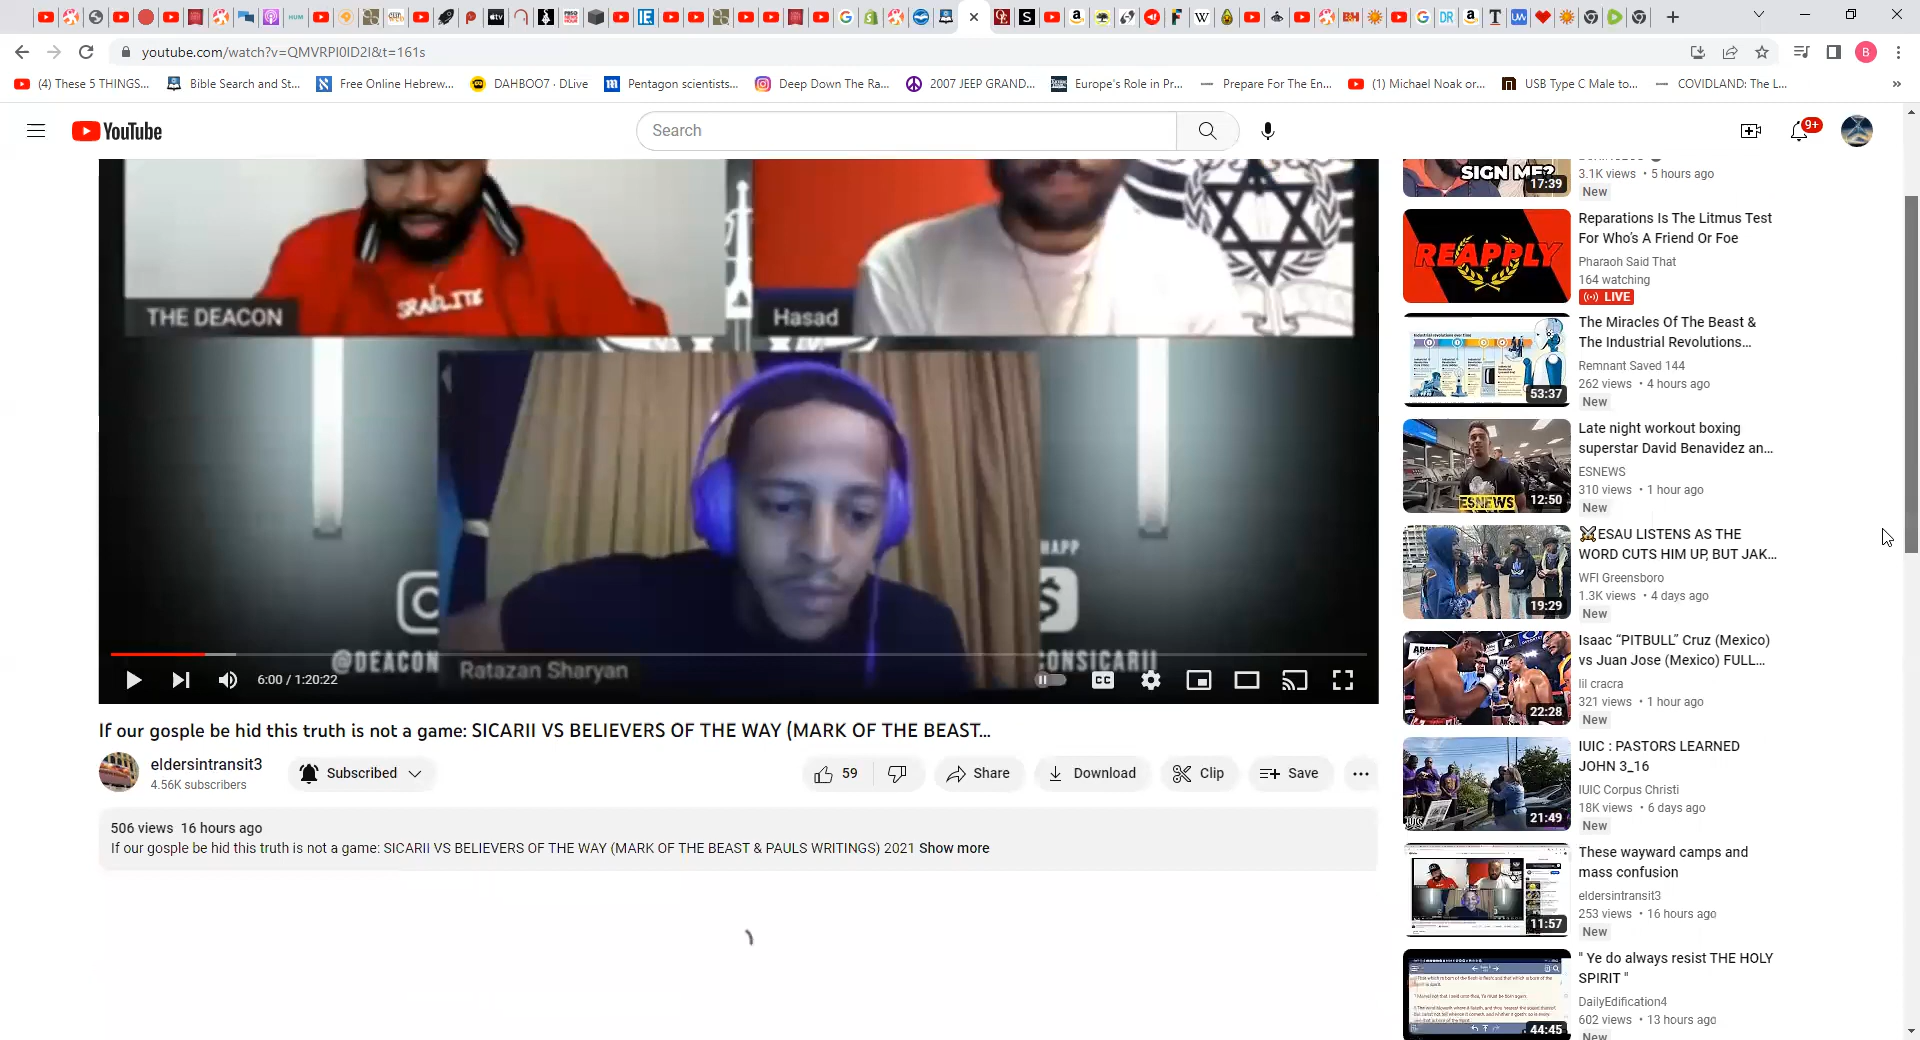 youtube.com/watch?v=QMVRPI0ID2I&t=161s
B
(4) These 5 THINGS...
Bible Search and St...
Free Online Hebrew...
DAHBOO7 · DLive
Pentagon scientists...
Deep Down The Ra...
2007 JEEP GRAND...
Europe's Role in Pr...
Prepare For The En...
(1) Michael Noak or...
USB Type C Male to...
COVIDLAND: The L...
YouTube
Search
9+
THE DEACON
Hasad
@DEACON
Ratazan Sharyan
CONSICARII
6:00 / 1:20:22
CC
If our gosple be hid this truth is not a game: SICARII VS BELIEVERS OF THE WAY (MARK OF THE BEAST...
eldersintransit3
4.56K subscribers
Subscribed
59
Share
Download
Clip
Save
506 views 16 hours ago
If our gosple be hid this truth is not a game: SICARII VS BELIEVERS OF THE WAY (MARK OF THE BEAST & PAULS WRITINGS) 2021 Show more
SIGN ME?
17:39
3.1K views • 5 hours ago
New
REAPPLY
Reparations Is The Litmus Test
For Who's A Friend Or Foe
Pharaoh Said That
164 watching
LIVE
53:37
The Miracles Of The Beast &
The Industrial Revolutions...
Remnant Saved 144
262 views • 4 hours ago
New
ESNEWS
12:50
Late night workout boxing
superstar David Benavidez an...
ESNEWS
310 views • 1 hour ago
New
19:29
⚔️ESAU LISTENS AS THE
WORD CUTS HIM UP, BUT JAK...
WFI Greensboro
1.3K views • 4 days ago
New
22:28
Isaac “PITBULL” Cruz (Mexico)
vs Juan Jose (Mexico) FULL...
lil cracra
321 views • 1 hour ago
New
21:49
IUIC : PASTORS LEARNED
JOHN 3_16
IUIC Corpus Christi
18K views • 6 days ago
New
11:57
These wayward camps and
mass confusion
eldersintransit3
253 views • 16 hours ago
New
44:45
" Ye do always resist THE HOLY
SPIRIT "
DailyEdification4
602 views • 13 hours ago
New